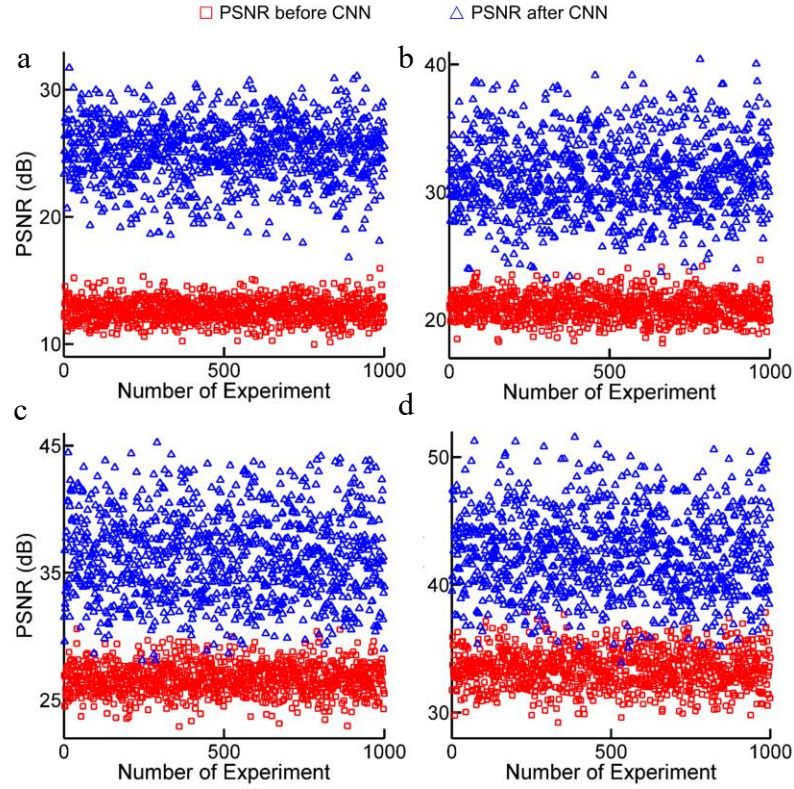 PSNR before CNN PSNR after CNN
a
30
20
10
PSNR (dB)
0 500 1000
Number of Experiment
b
40
30
20
0 500 1000
Number of Experiment
c
45
35
25
PSNR (dB)
0 500 1000
Number of Experiment
d
50
40
30
0 500 1000
Number of Experiment